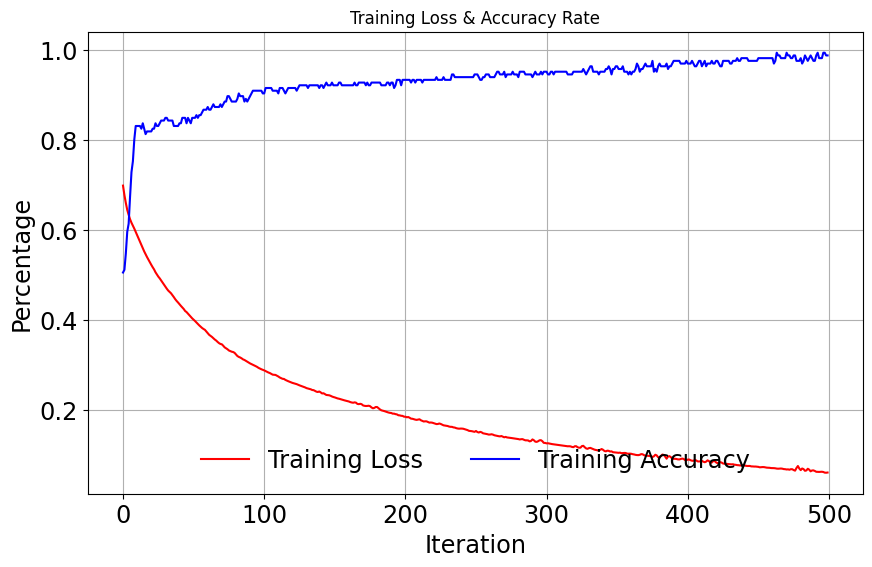 Training Loss & Accuracy Rate
1.0
0.8
0.6
0.4
0.2
Percentage
Training Loss
Training Accuracy
0 100 200 300 400 500
Iteration